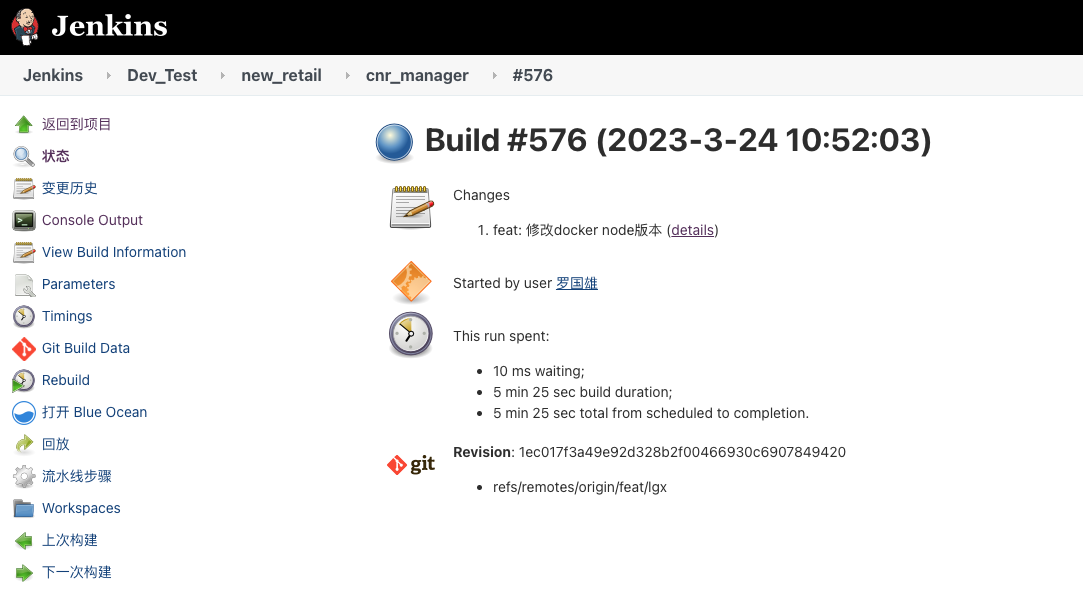 Jenkins
Jenkins Dev_Test new_retail cnr_manager #576
返回到项目
状态
变更历史
Console Output
View Build Information
Parameters
Timings
Git Build Data
Rebuild
打开 Blue Ocean
回放
流水线步骤
Workspaces
上次构建
下一次构建
Build #576 (2023-3-24 10:52:03)
Changes
1. feat: 修改docker node版本 (details)
Started by user 罗国雄
This run spent:
10 ms waiting;
5 min 25 sec build duration;
5 min 25 sec total from scheduled to completion.
git
Revision: 1ec017f3a49e92d328b2f00466930c6907849420
refs/remotes/origin/feat/lgx